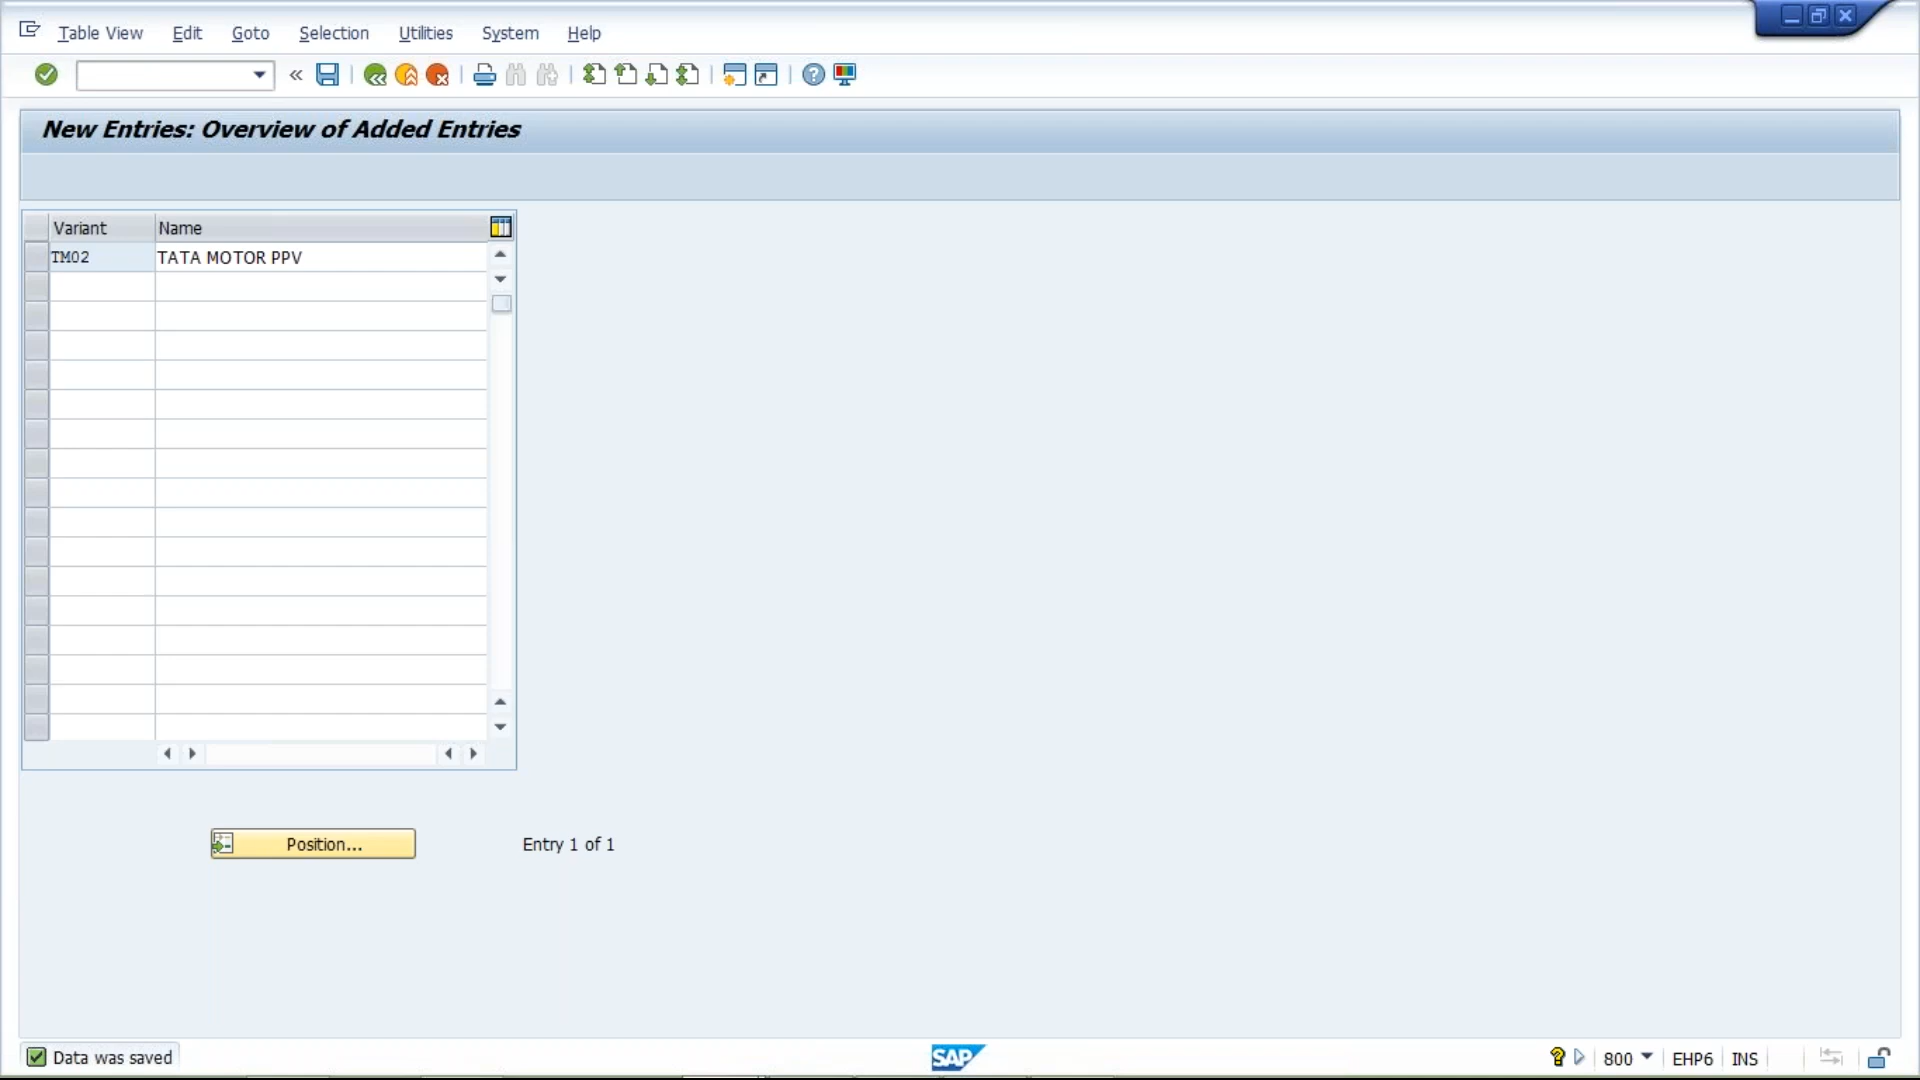 Table View Edit Goto Selection Utilities System Help
New Entries: Overview of Added Entries
Variant Name
TM02 TATA MOTOR PPV
Position... Entry 1 of 1
Data was saved SAP 800 EHP6 INS